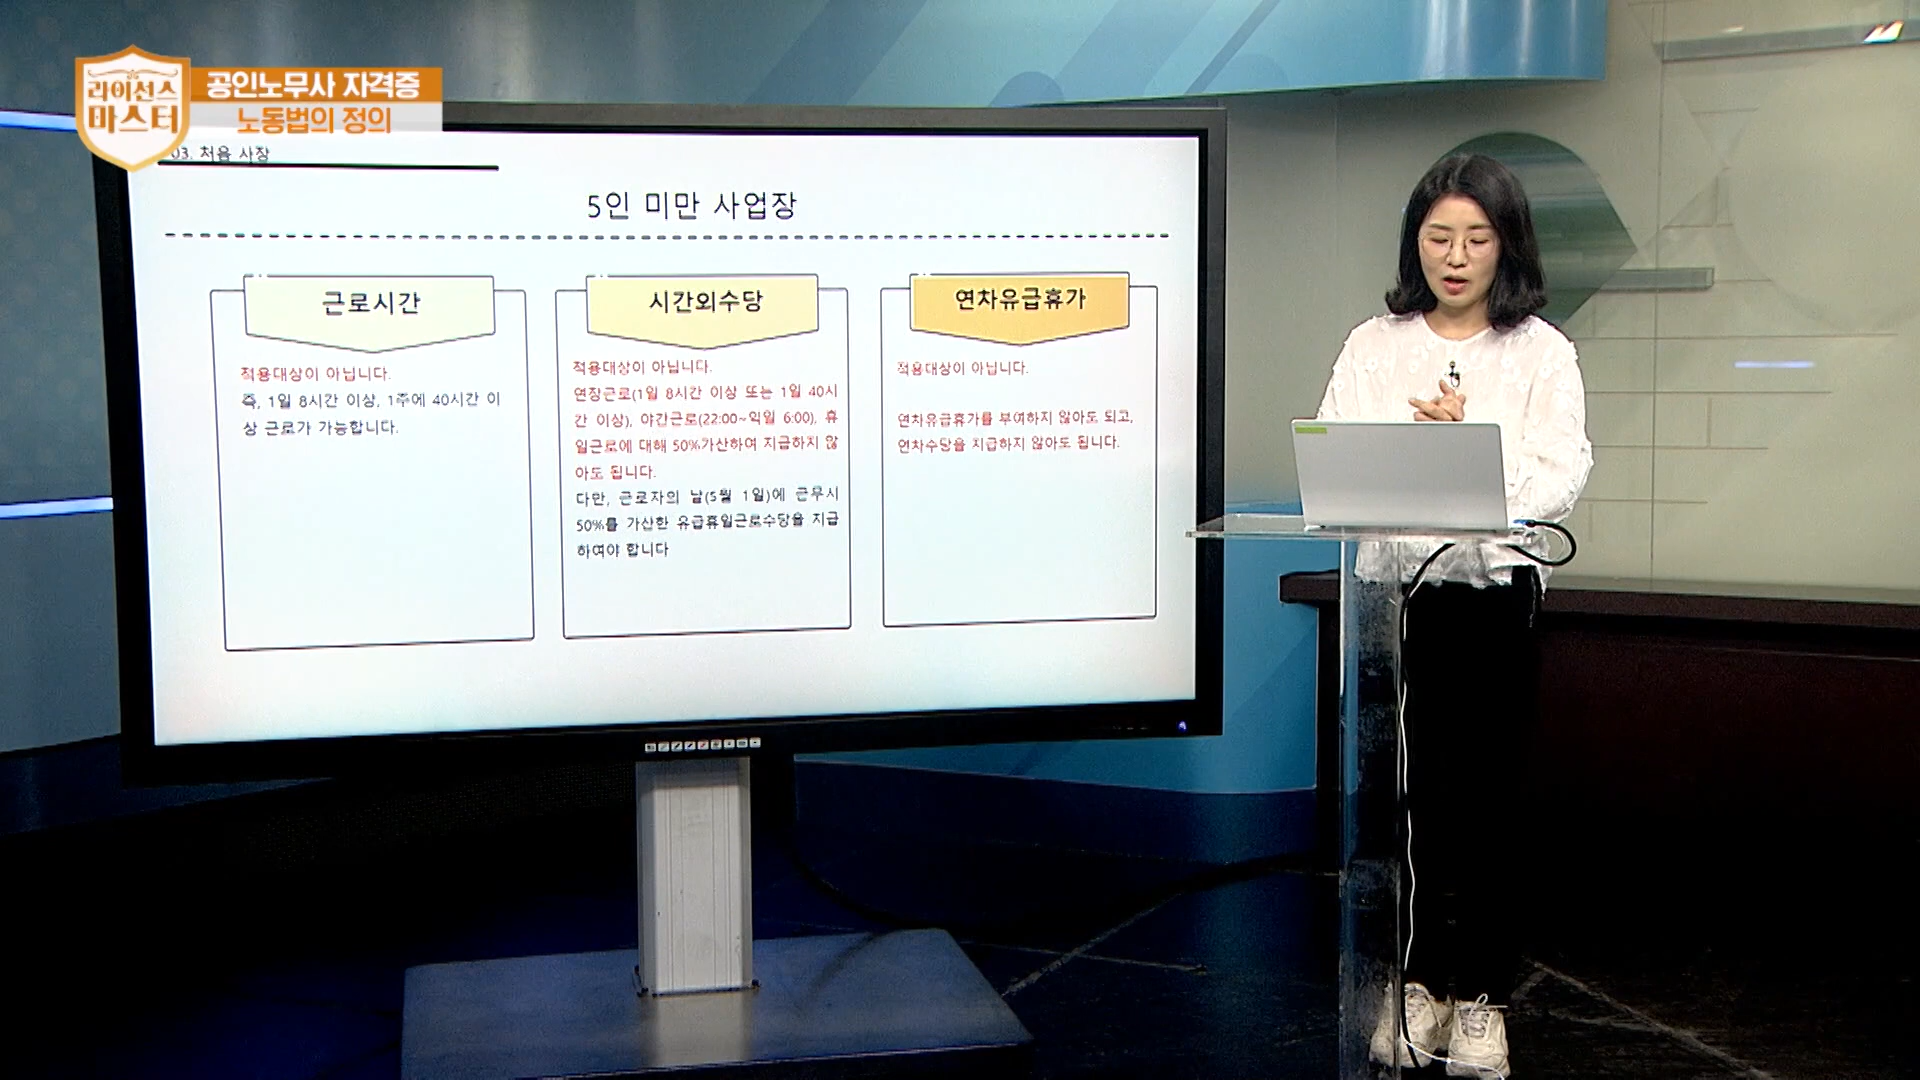 라이선스
마스터
공인노무사 자격증
노동법의 정의
03. 처음 사장
5인 미만 사업장
근로시간
적용대상이 아닙니다.
즉, 1일 8시간 이상, 1주에 40시간 이
상 근로가 가능합니다.
시간외수당
적용대상이 아닙니다.
연장근로(1일 8시간 이상 또는 1일 40시
간 이상), 야간근로(22:00~익일 6:00), 휴
일근로에 대해 50%가산하여 지급하지 않
아도 됩니다.
다만, 근로자의 날(5월 1일)에 근무시
50%를 가산한 유급휴일근로수당을 지급
하여야 합니다
연차유급휴가
적용대상이 아닙니다.
연차유급휴가를 부여하지 않아도 되고,
연차수당을 지급하지 않아도 됩니다.